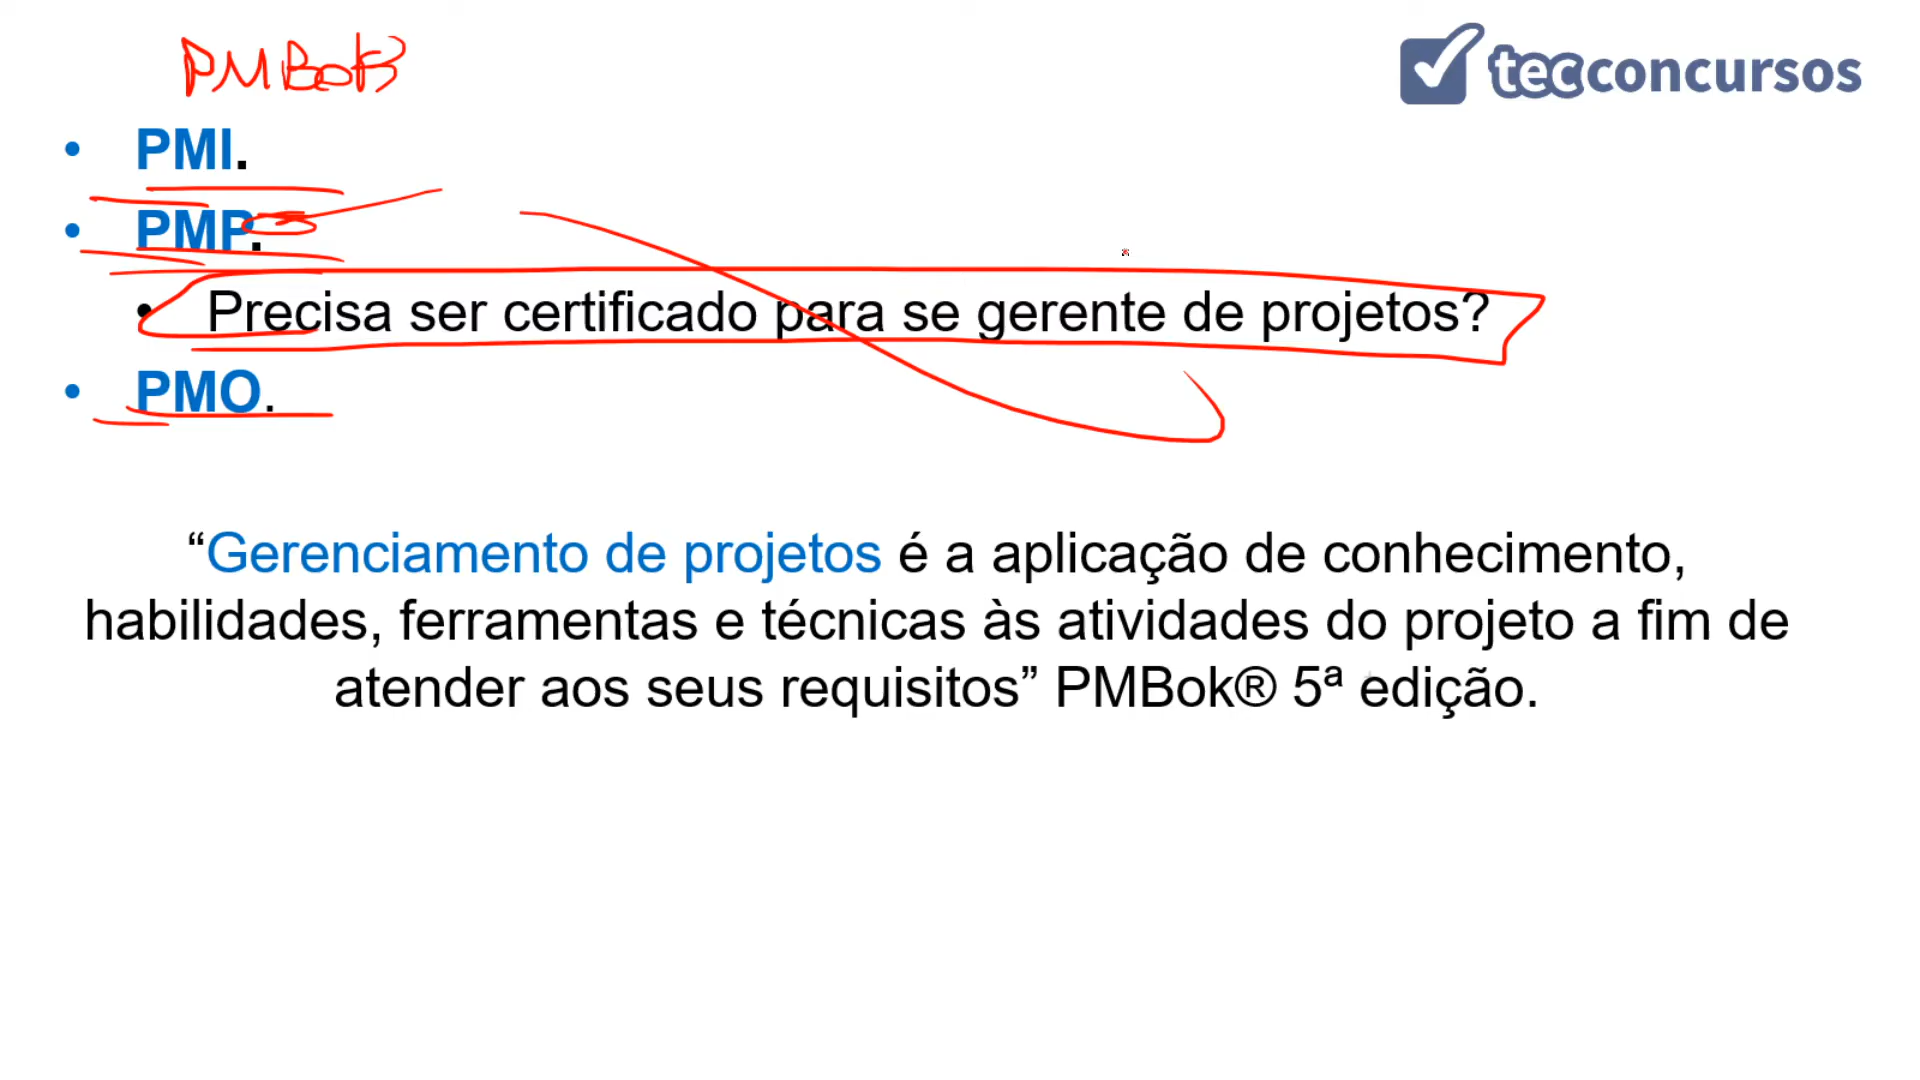 PMBoK
tecconcursos
• PMI.
• PMP.
• Precisa ser certificado para se gerente de projetos?
• PMO.
“Gerenciamento de projetos é a aplicação de conhecimento,
habilidades, ferramentas e técnicas às atividades do projeto a fim de
atender aos seus requisitos” PMBok® 5ª edição.